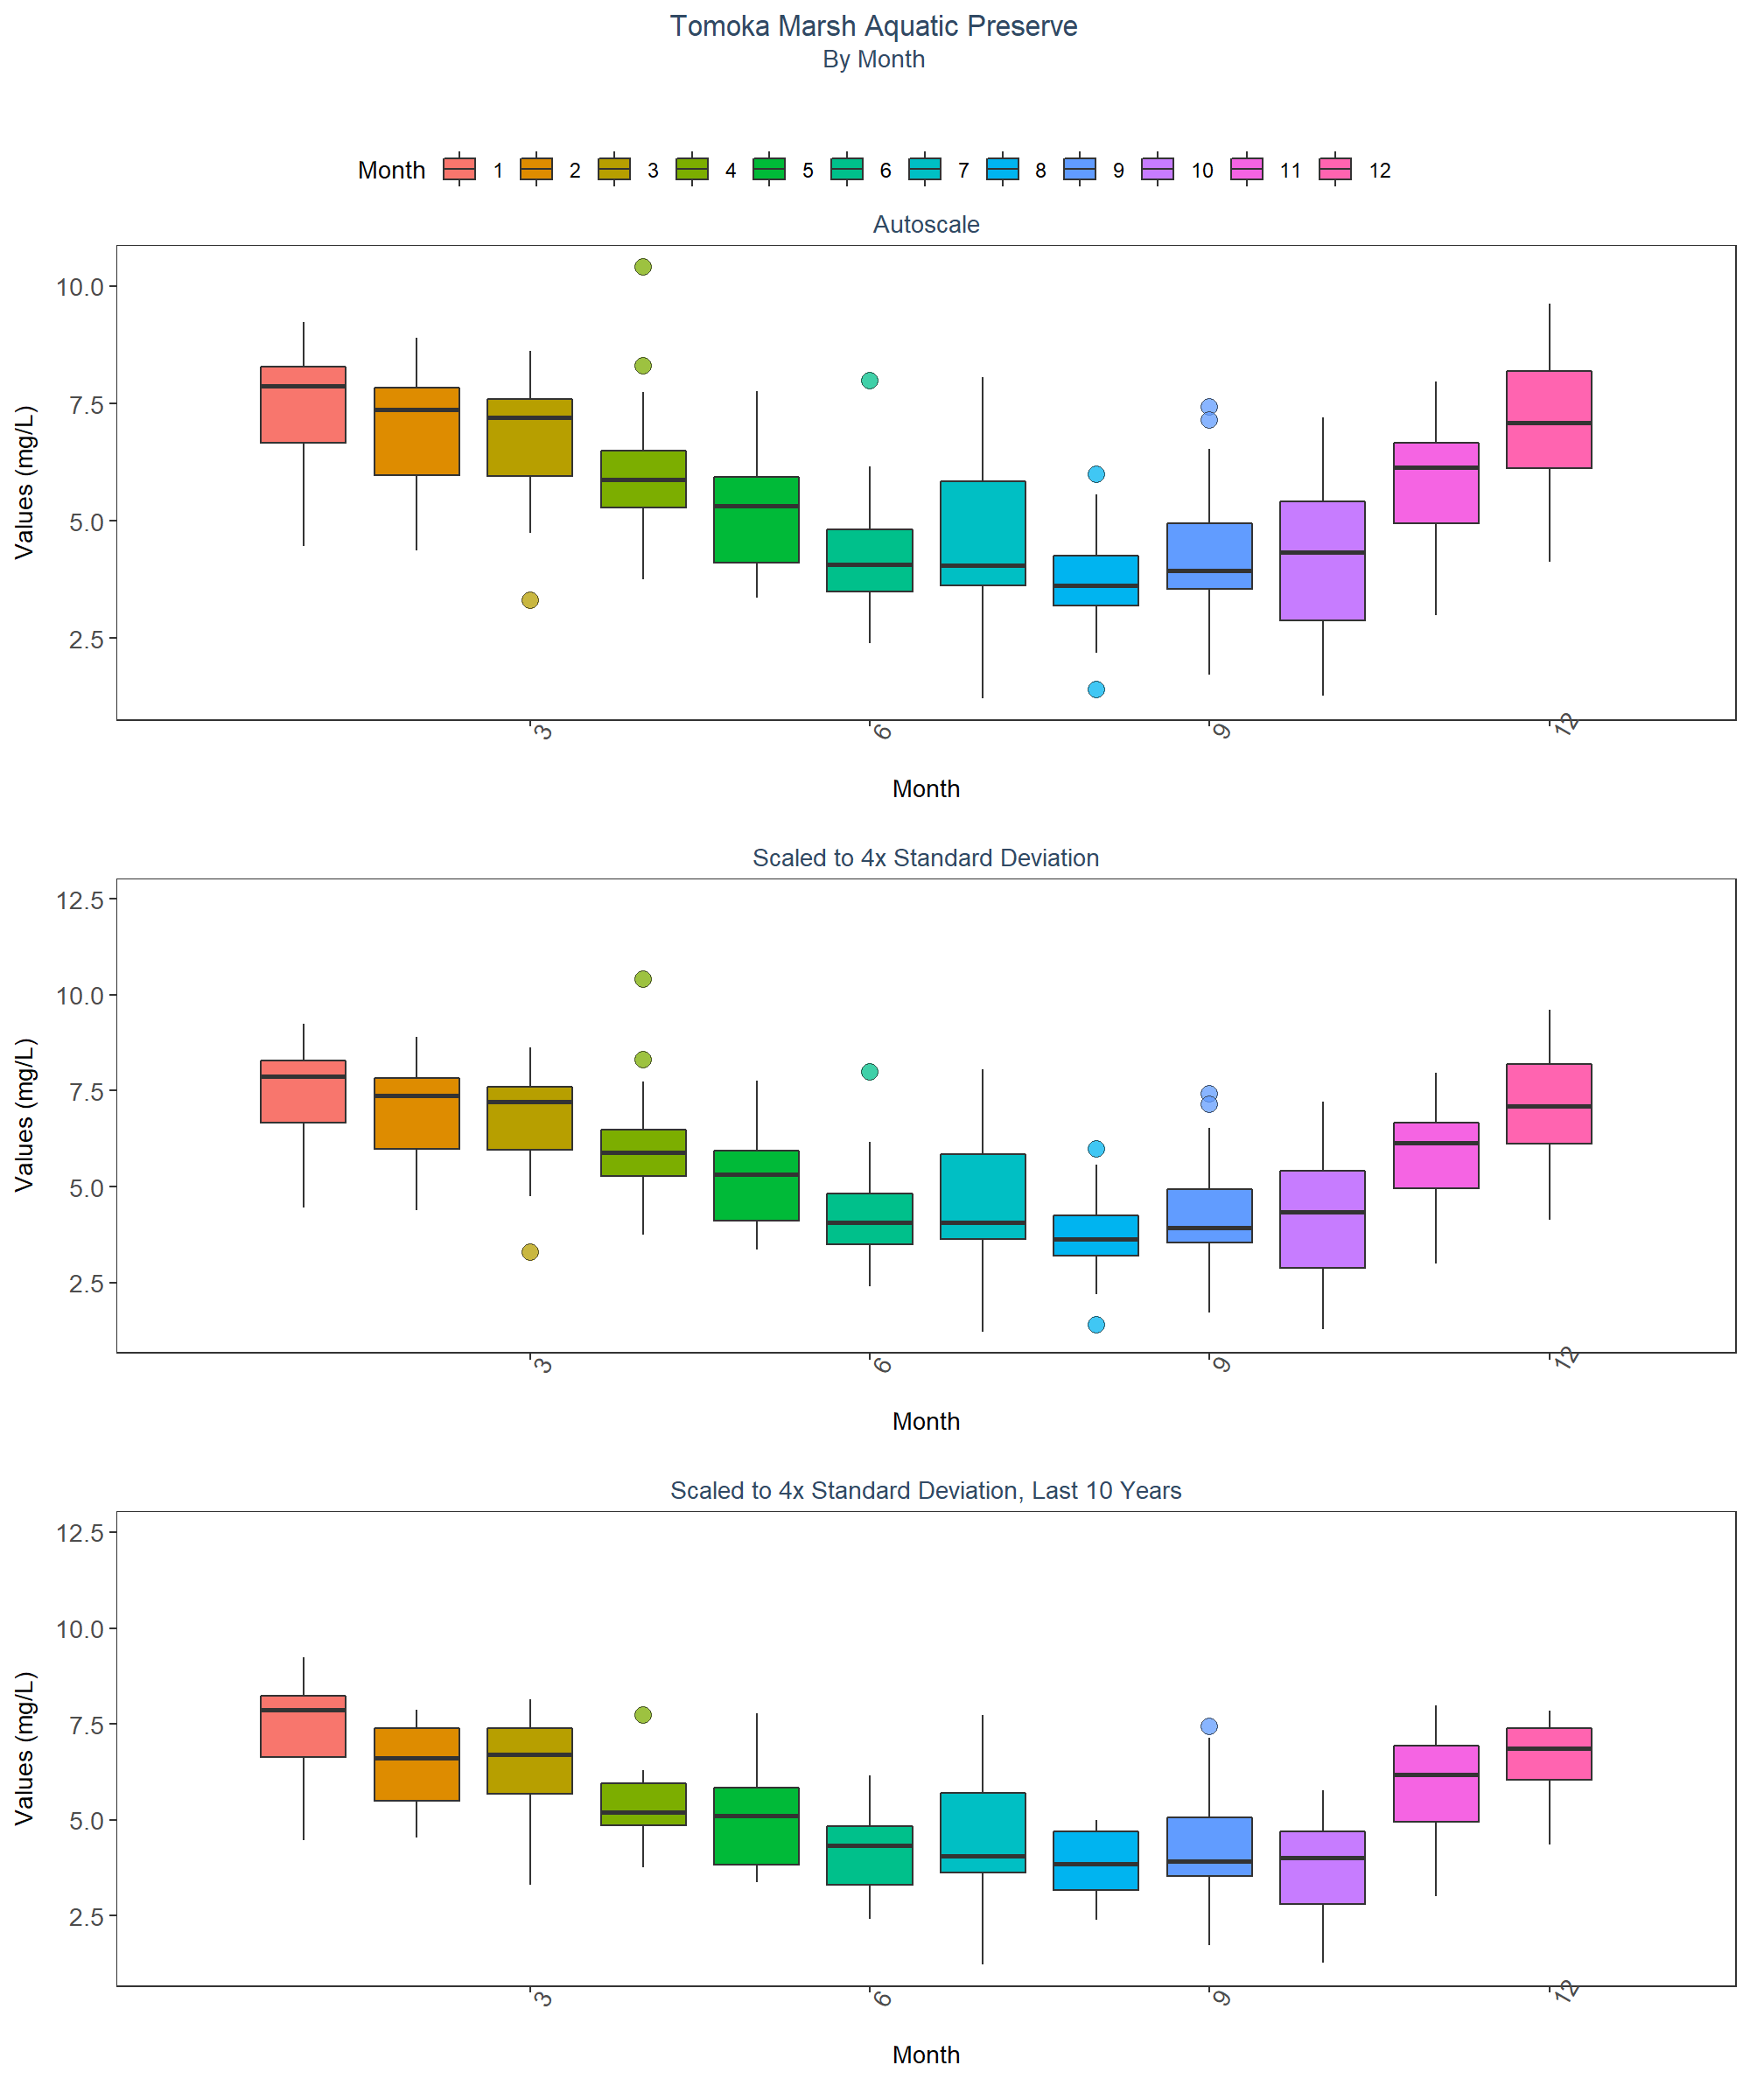 Tomoka Marsh Aquatic Preserve
By Month
Month 1 2 3 4 5 6 7 8 9 10 11 12
Autoscale
Values (mg/L)
10.0
7.5
5.0
2.5
3 6 9 12
Month
Scaled to 4x Standard Deviation
Values (mg/L)
12.5
10.0
7.5
5.0
2.5
3 6 9 12
Month
Scaled to 4x Standard Deviation, Last 10 Years
Values (mg/L)
12.5
10.0
7.5
5.0
2.5
3 6 9 12
Month